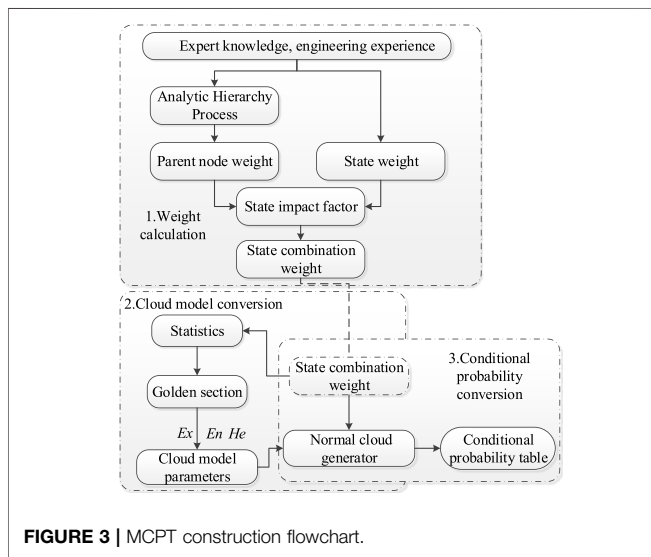 Expert knowledge, engineering experience
Analytic Hierarchy
Process
Parent node weight
State weight
State impact factor
1.Weight
calculation
State combination
weight
2.Cloud model conversion
Statistics
State combination
weight
3.Conditional
probability
conversion
Golden section
Ex En He
Normal cloud
generator
Conditional
probability table
Cloud model
parameters
FIGURE 3 | MCPT construction flowchart.